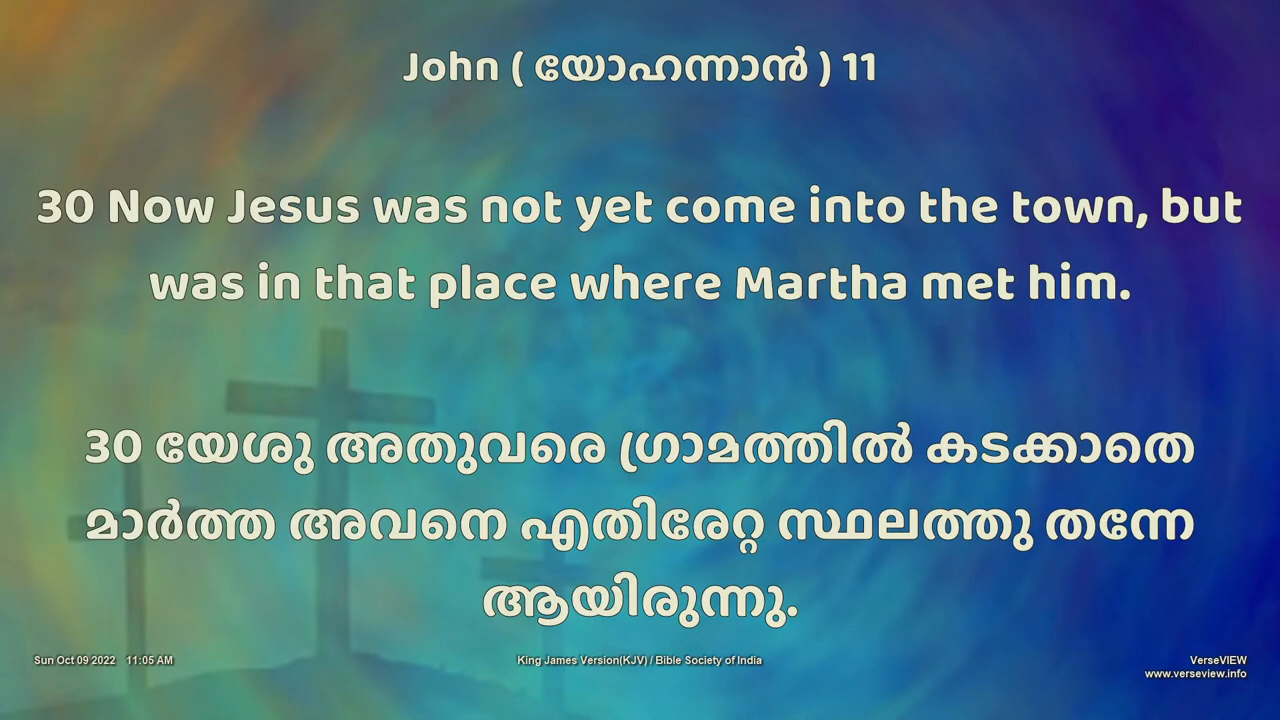 John ( യോഹന്നാൻ ) 11
30 Now Jesus was not yet come into the town, but
was in that place where Martha met him.
30 യേശു അതുവരെ ഗ്രാമത്തിൽ കടക്കാതെ
മാർത്ത അവനെ എതിരേറ്റ സ്ഥലത്തു തന്നേ
ആയിരുന്നു.
Sun Oct 09 2022 11:05 AM
King James Version(KJV) / Bible Society of India
VerseVIEW
www.verseview.info